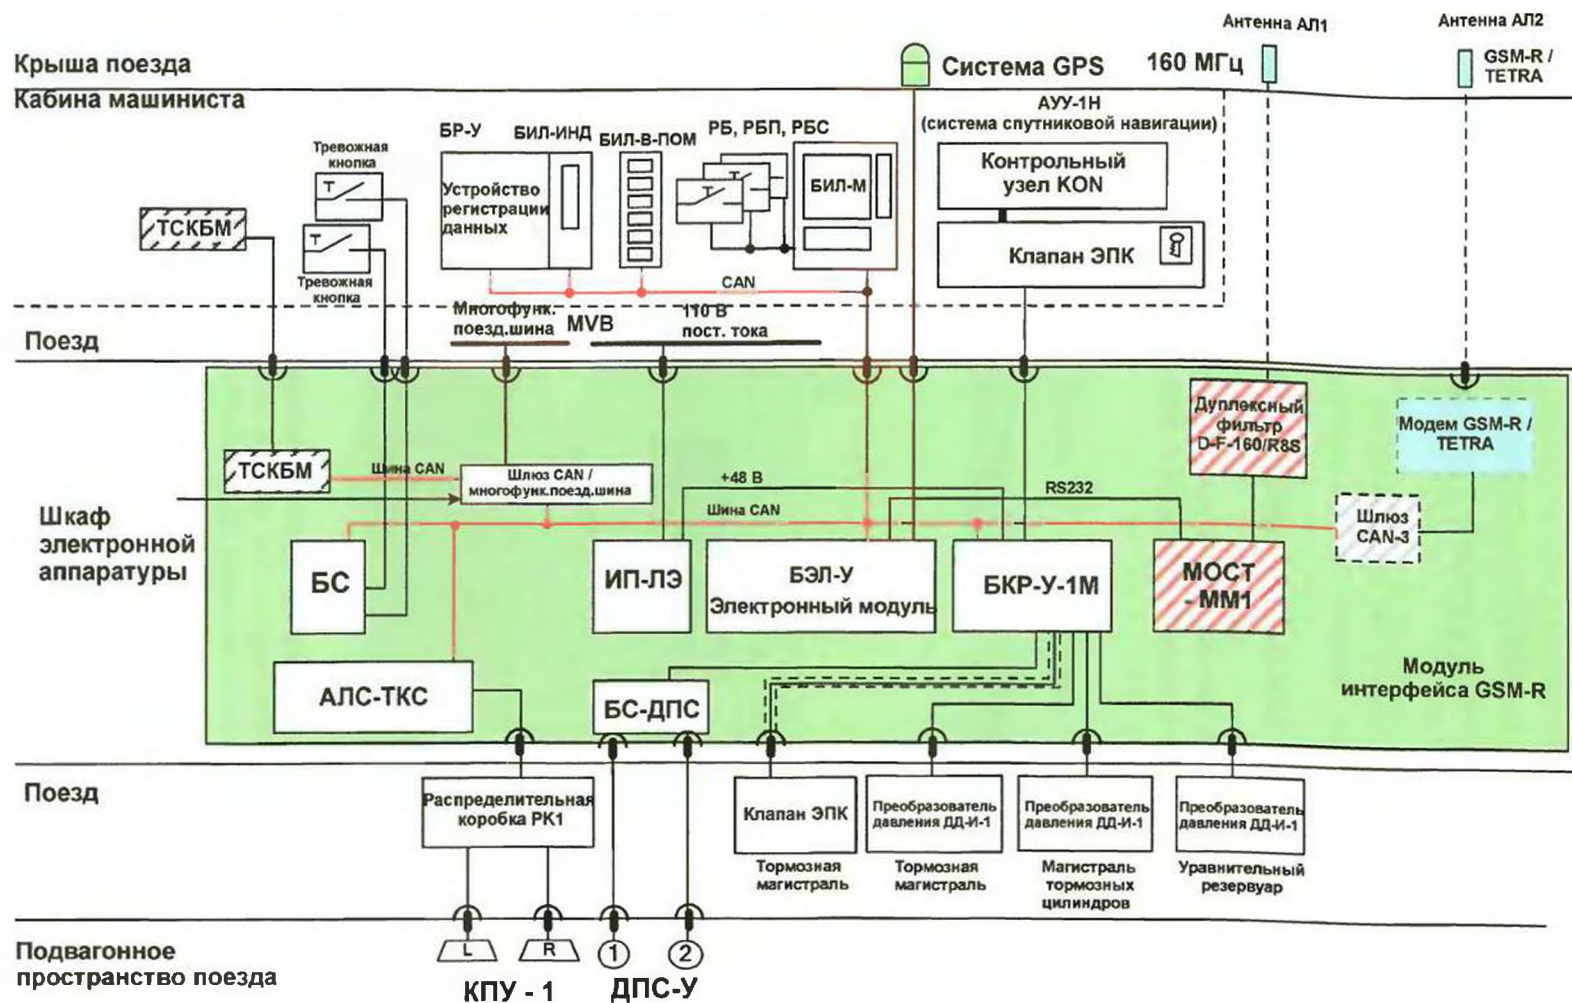 Антенна АЛ1
Антенна АЛ2
Крыша поезда
Система GPS
160 МГц
GSM-R /
TETRA
Кабина машиниста
АУУ-1Н
(система спутниковой навигации)
БР-У
БИЛ-ИНД
БИЛ-В-ПОМ
РБ, РБП, РБС
Тревожная
кнопка
Контрольный
узел KON
Устройство
регистрации
данных
БИЛ-М
ТСКБМ
Клапан ЭПК
Тревожная
кнопка
CAN
Многофунк.
поезд.шина
MVB
110 В
пост. тока
Поезд
Дуплексный
фильтр
D-F-160/R8S
Модем GSM-R /
TETRA
ТСКБМ
Шина CAN
Шлюз CAN /
многофунк.поезд.шина
+48 В
RS232
Шина CAN
Шлюз
CAN-3
Шкаф
электронной
аппаратуры
БС
ИП-ЛЭ
БЭЛ-У
Электронный модуль
БКР-У-1М
МОСТ
- ММ1
Модуль
интерфейса GSM-R
АЛС-ТКС
БС-ДПС
Поезд
Распределительная
коробка РК1
Клапан ЭПК
Преобразователь
давления ДД-И-1
Преобразователь
давления ДД-И-1
Преобразователь
давления ДД-И-1
Тормозная
магистраль
Тормозная
магистраль
Магистраль
тормозных
цилиндров
Уравнительный
резервуар
Подвагонное
пространство поезда
L
R
1
2
КПУ - 1
ДПС-У